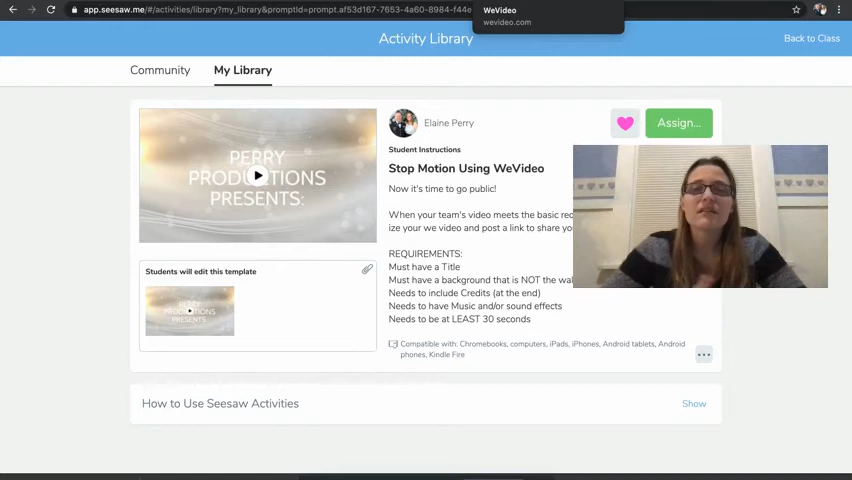 app.seesaw.me/#/activities/library?my_library&promptId=prompt.af53d167-7653-4a60-8984-f44e
WeVideo
wevideo.com
Activity Library
Back to Class
Community
My Library
Elaine Perry
Assign...
Student Instructions
Stop Motion Using WeVideo
Now it's time to go public!
When your team's video meets the basic
ize your we video and post a link to share
REQUIREMENTS:
Must have a Title
Must have a background that is NOT the
Needs to include Credits (at the end)
Needs to have Music and/or sound effects
Needs to be at LEAST 30 seconds
Compatible with: Chromebooks, computers, iPads, iPhones, Android tablets, Android
phones, Kindle Fire
PERRY
PRODUCTIONS
PRESENTS:
Students will edit this template
PERRY
PRODUCTIONS
PRESENTS:
How to Use Seesaw Activities
Show